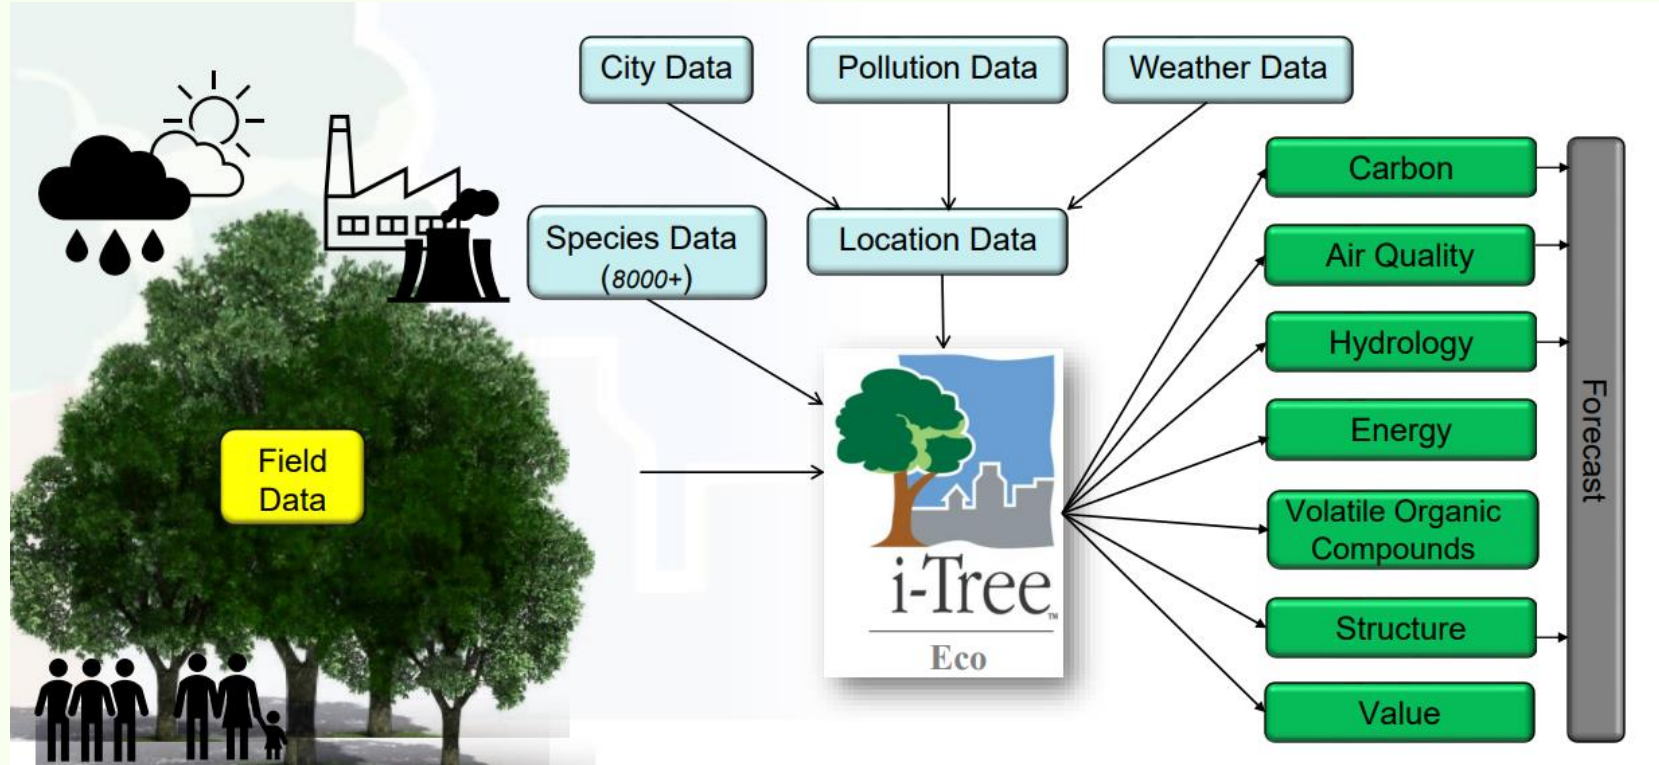 City Data
Pollution Data
Weather Data
Species Data
(8000+)
Location Data
Field
Data
i-Tree™
Eco
Carbon
Air Quality
Hydrology
Energy
Volatile Organic
Compounds
Structure
Value
Forecast